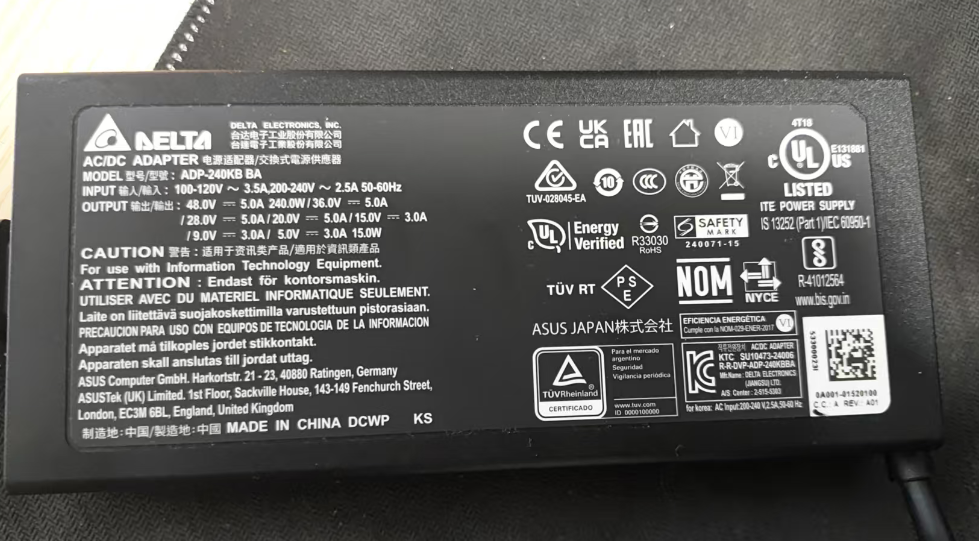 DELTA
DELTA ELECTRONICS, INC.
台达电子工业股份有限公司
台達電子工業股份有限公司
AC/DC ADAPTER 电源适配器/交換式電源供應器
MODEL 型号/型號: ADP-240KB BA
INPUT 输入/輸入: 100-120V ~ 3.5A,200-240V ~ 2.5A 50-60Hz
OUTPUT 输出/輸出: 48.0V ⎓ 5.0A 240.0W/ 36.0V ⎓ 5.0A
/ 28.0V ⎓ 5.0A / 20.0V ⎓ 5.0A / 15.0V ⎓ 3.0A
/ 9.0V ⎓ 3.0A / 5.0V ⎓ 3.0A 15.0W
CAUTION 警告: 适用于资讯类产品/適用於資訊類產品
For use with Information Technology Equipment.
ATTENTION : Endast för kontorsmaskin.
UTILISER AVEC DU MATERIEL INFORMATIQUE SEULEMENT.
Laite on liitettävä suojakoskettimilla varustettuun pistorasiaan.
PRECAUCION PARA USO CON EQUIPOS DE TECNOLOGIA DE LA INFORMACION
Apparatet må tilkoples jordet stikkontakt.
Apparaten skall anslutas till jordat uttag.
ASUS Computer GmbH. Harkortstr. 21 - 23, 40880 Ratingen, Germany
ASUSTek (UK) Limited. 1st Floor, Sackville House, 143-149 Fenchurch Street,
London, EC3M 6BL, England, United Kingdom
制造地:中国/製造地:中國 MADE IN CHINA DCWP KS
CE
UK
CA
EAC
VI
4T18
c UL US
E131881
LISTED
ITE POWER SUPPLY
IS 13252 (Part 1)/IEC 60950-1
TUV-028045-EA
10
CCC
c UL Energy
Verified
R33030
RoHS
SAFETY
MARK
240071-15
R-41012564
www.bis.gov.in
TÜV RT
PS
E
NOM
NYCE
ASUS JAPAN株式会社
EFICIENCIA ENERGÉTICA
Cumple con la NOM-029-ENER-2017
VI
TÜVRheinland
CERTIFICADO
Para el mercado
argentino
Seguridad
Vigilancia periódica
www.tuv.com
ID 0000100000
직류전원장치 AC/DC ADAPTER
KTC SU10473-24006
R-R-DVP-ADP-240KBBA
Mfr.Name : DELTA ELECTRONICS
(JIANGSU) LTD.
A/S Center : 2-515-5303
for korea: AC Input:200-240 V,2.5A,50-60 Hz
0A001-01520100
C.C.: A REV.: A01